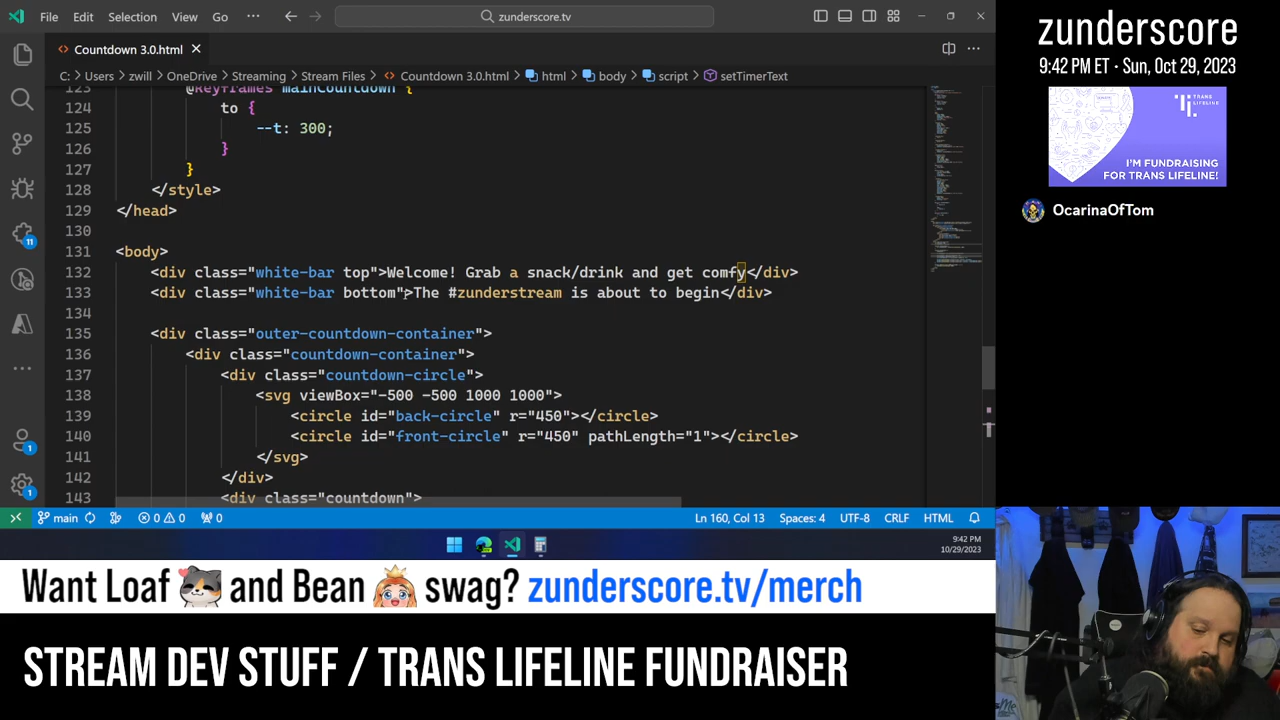 File Edit Selection View Go ··· zunderscore.tv
Countdown 3.0.html
C: > Users > zwill > OneDrive > Streaming > Stream Files > Countdown 3.0.html > html > body > script > setTimerText
123 @keyframes mainCountdown {
124 to {
125 --t: 300;
126 }
127 }
128 </style>
129 </head>
130
131 <body>
132 <div class="white-bar top">Welcome! Grab a snack/drink and get comfy</div>
133 <div class="white-bar bottom">The #zunderstream is about to begin</div>
134
135 <div class="outer-countdown-container">
136 <div class="countdown-container">
137 <div class="countdown-circle">
138 <svg viewBox="-500 -500 1000 1000">
139 <circle id="back-circle" r="450"></circle>
140 <circle id="front-circle" r="450" pathLength="1"></circle>
141 </svg>
142 </div>
143 <div class="countdown">
11
1
1
main 0 0 0 Ln 160, Col 13 Spaces: 4 UTF-8 CRLF HTML
9:42 PM
10/29/2023
zunderscore
9:42 PM ET · Sun, Oct 29, 2023
TRANS
LIFELINE
I'M FUNDRAISING
FOR TRANS LIFELINE!
OcarinaOfTom
Want Loaf and Bean swag? zunderscore.tv/merch
STREAM DEV STUFF / TRANS LIFELINE FUNDRAISER